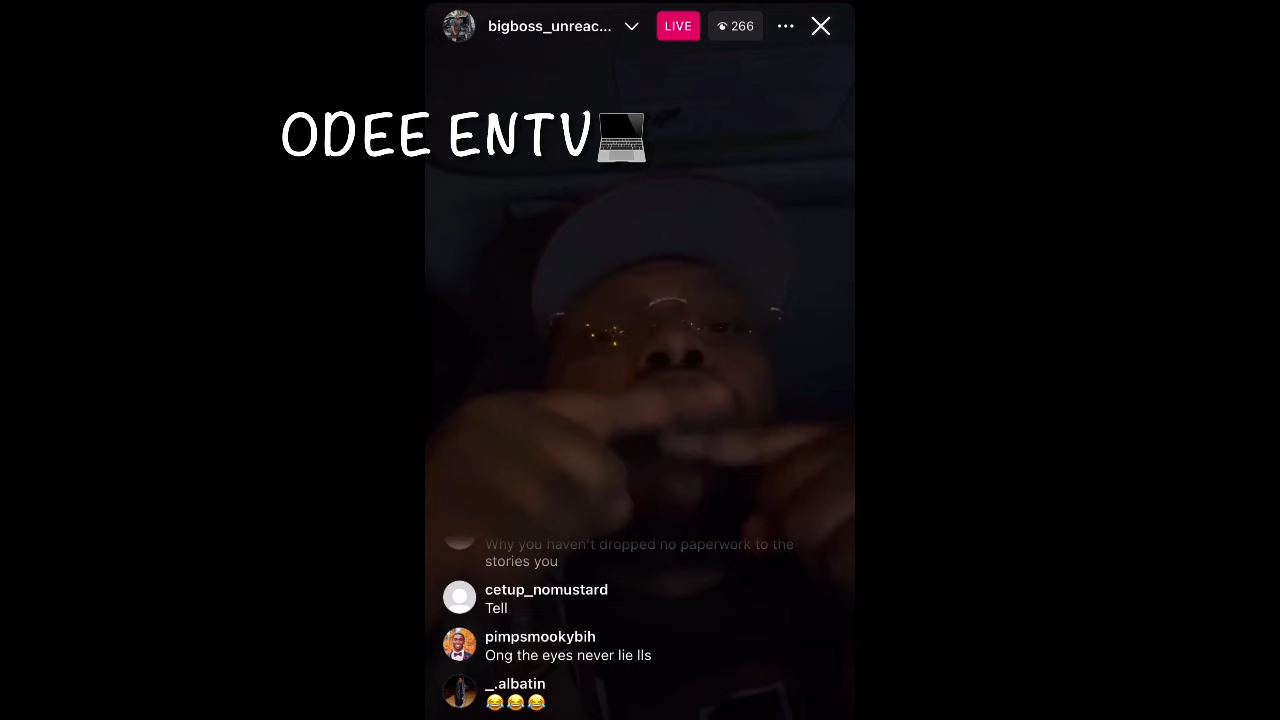 bigboss_unreac...
LIVE
266
ODEE ENTV
Why you haven't dropped no paperwork to the
stories you
cetup_nomustard
Tell
pimpsmookybih
Ong the eyes never lie lls
_.albatin
😂😂😂